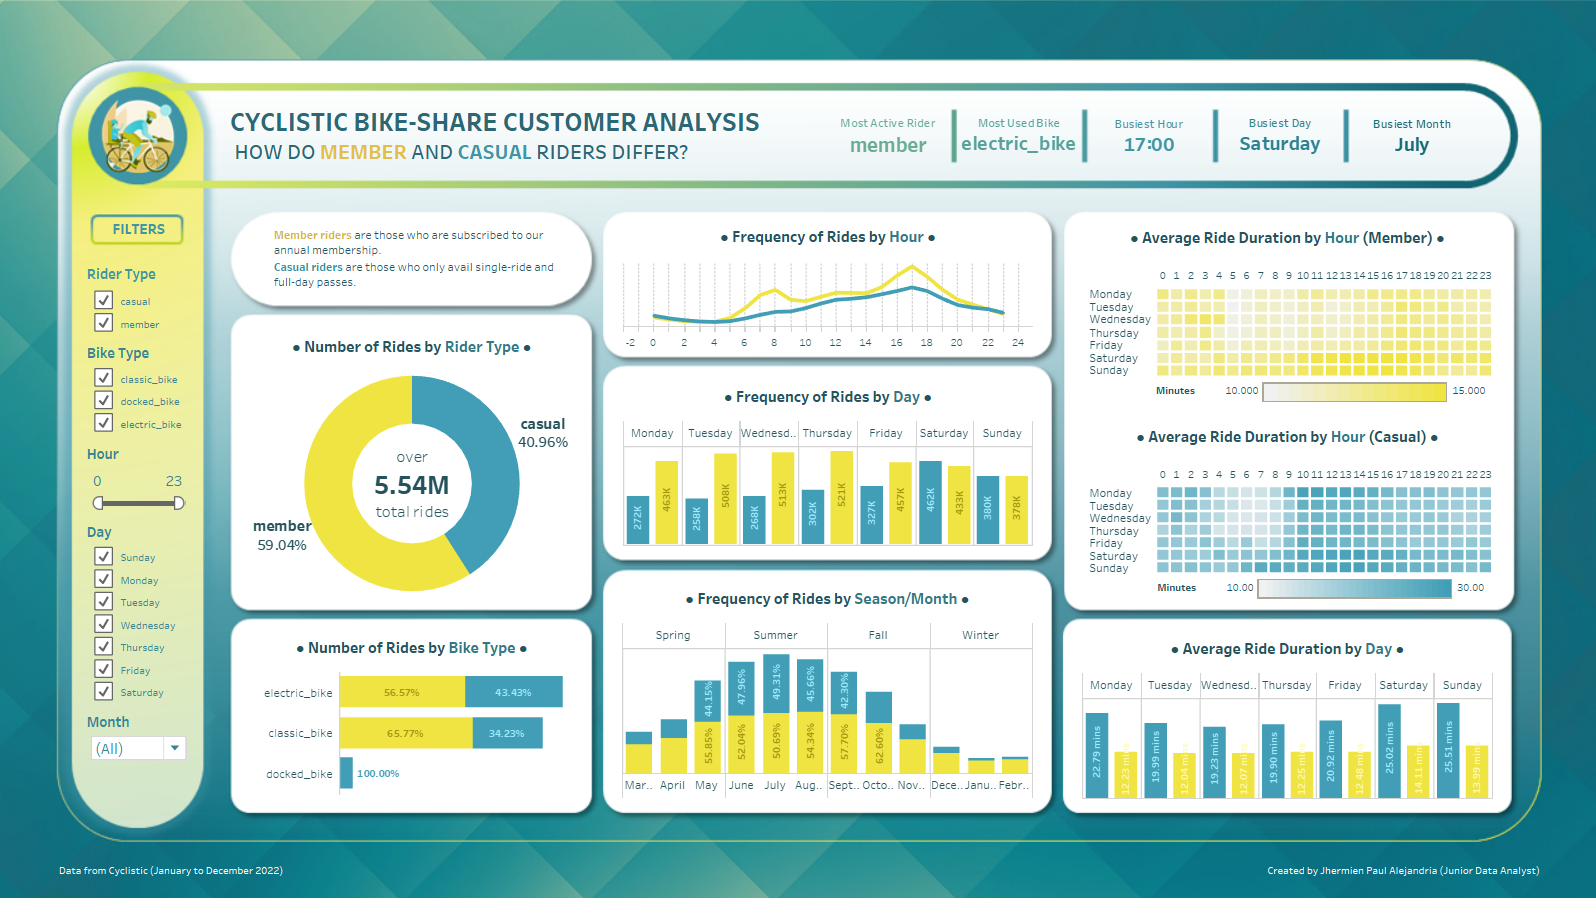 CYCLISTIC BIKE-SHARE CUSTOMER ANALYSIS
HOW DO MEMBER AND CASUAL RIDERS DIFFER?
Most Active Rider
member
Most Used Bike
electric_bike
Busiest Hour
17:00
Busiest Day
Saturday
Busiest Month
July
FILTERS
Rider Type
casual
member
Bike Type
classic_bike
docked_bike
electric_bike
Hour
0 23
Day
Sunday
Monday
Tuesday
Wednesday
Thursday
Friday
Saturday
Month
(All)
Member riders are those who are subscribed to our
annual membership.
Casual riders are those who only avail single-ride and
full-day passes.
• Number of Rides by Rider Type •
casual
40.96%
over
5.54M
total rides
member
59.04%
• Number of Rides by Bike Type •
electric_bike 56.57% 43.43%
classic_bike 65.77% 34.23%
docked_bike 100.00%
• Frequency of Rides by Hour •
-2 0 2 4 6 8 10 12 14 16 18 20 22 24
• Frequency of Rides by Day •
Monday Tuesday Wednesd.. Thursday Friday Saturday Sunday
272K 463K 258K 508K 268K 513K 302K 521K 327K 457K 462K 433K 380K 378K
• Frequency of Rides by Season/Month •
Spring Summer Fall Winter
44.15% 47.96% 49.31% 45.66% 42.30%
55.85% 52.04% 50.69% 54.34% 57.70% 62.60%
Mar.. April May June July Aug.. Sept.. Octo.. Nov.. Dece.. Janu.. Febr..
• Average Ride Duration by Hour (Member) •
0 1 2 3 4 5 6 7 8 9 10 11 12 13 14 15 16 17 18 19 20 21 22 23
Monday
Tuesday
Wednesday
Thursday
Friday
Saturday
Sunday
Minutes 10.000 15.000
• Average Ride Duration by Hour (Casual) •
0 1 2 3 4 5 6 7 8 9 10 11 12 13 14 15 16 17 18 19 20 21 22 23
Monday
Tuesday
Wednesday
Thursday
Friday
Saturday
Sunday
Minutes 10.00 30.00
• Average Ride Duration by Day •
Monday Tuesday Wednesd.. Thursday Friday Saturday Sunday
22.79 mins 12.23 mins 19.99 mins 12.04 mins 19.23 mins 12.07 mins 19.90 mins 12.25 mins 20.92 mins 12.48 mins 25.02 mins 14.11 mins 25.51 mins 13.99 mins
Data from Cyclistic (January to December 2022)
Created by Jhermien Paul Alejandria (Junior Data Analyst)